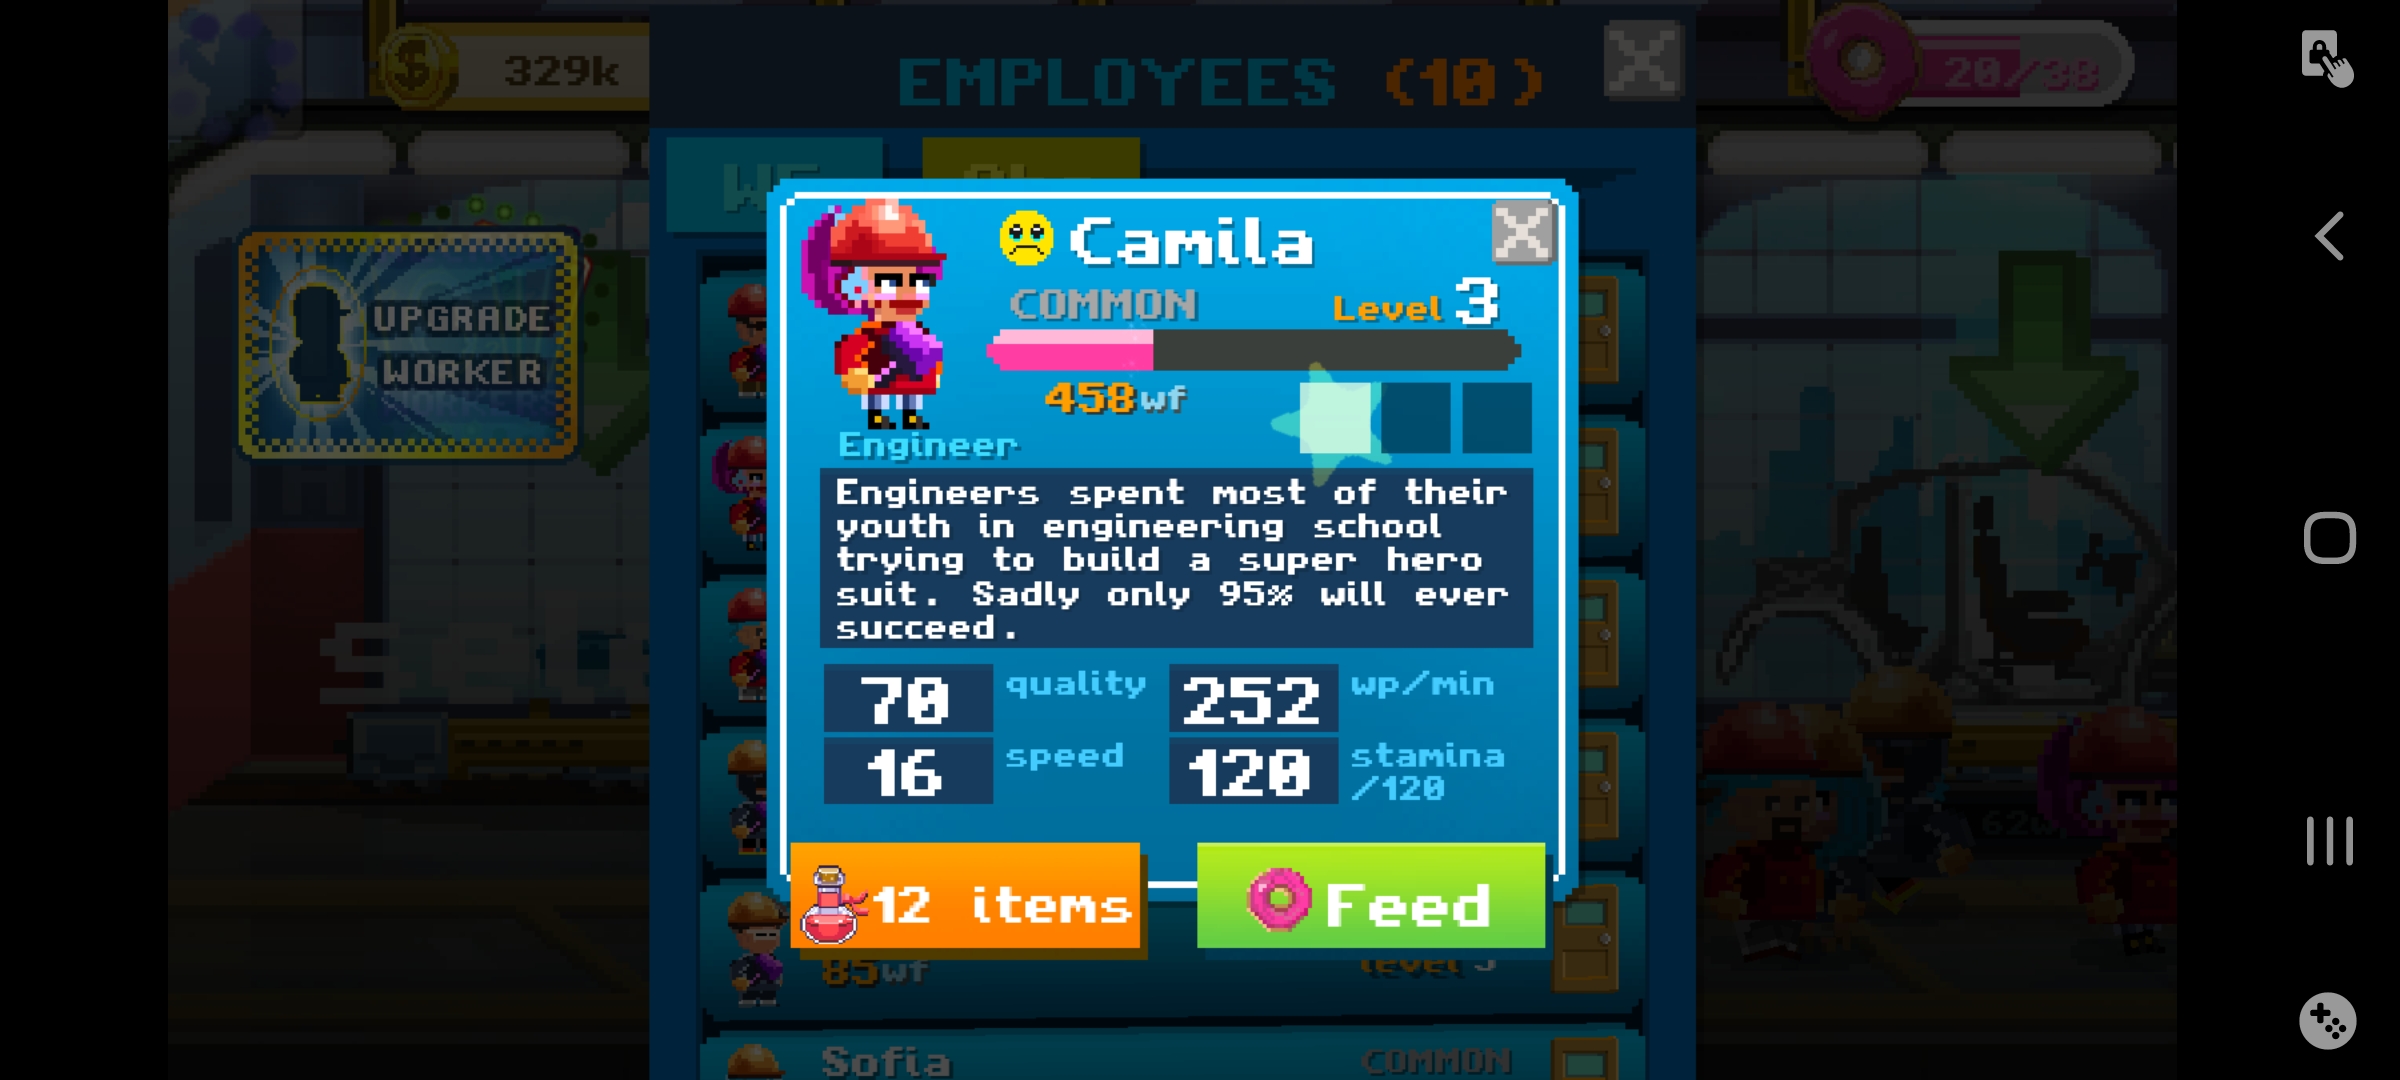 329k
EMPLOYEES (10)
20/38
UPGRADE
WORKER
Camila
COMMON
Level 3
458wf
Engineer
Engineers spent most of their
youth in engineering school
trying to build a super hero
suit. Sadly only 95% will ever
succeed.
70 quality
252 wp/min
16 speed
120 stamina
/120
12 items
Feed
85wf
level 3
Sofia
COMMON